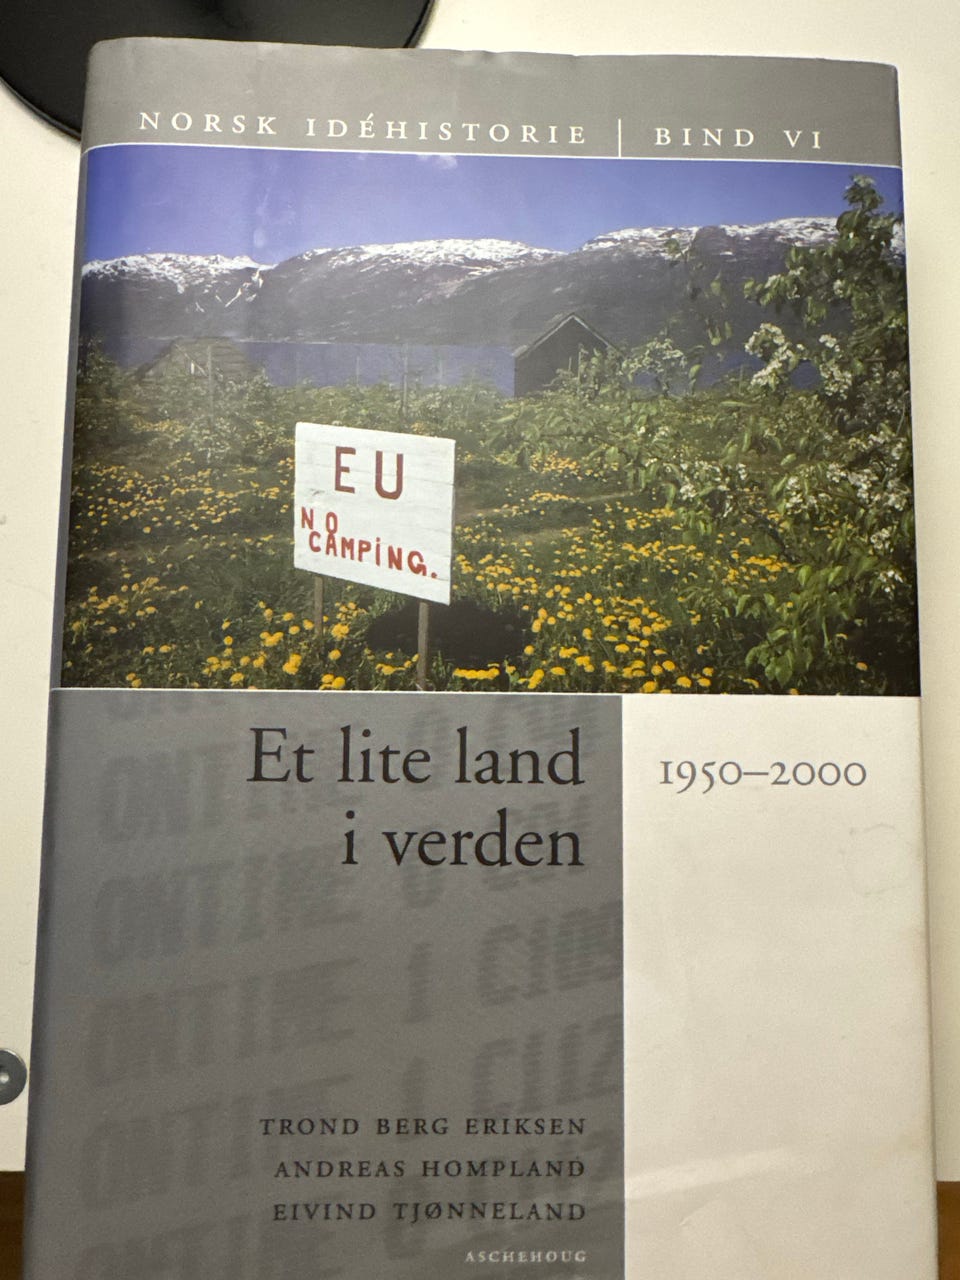 NORSK IDÉHISTORIE | BIND VI
EU
NO
CAMPING.
Et lite land
i verden
1950–2000
TROND BERG ERIKSEN
ANDREAS HOMPLAND
EIVIND TJØNNELAND
ASCHEHOUG